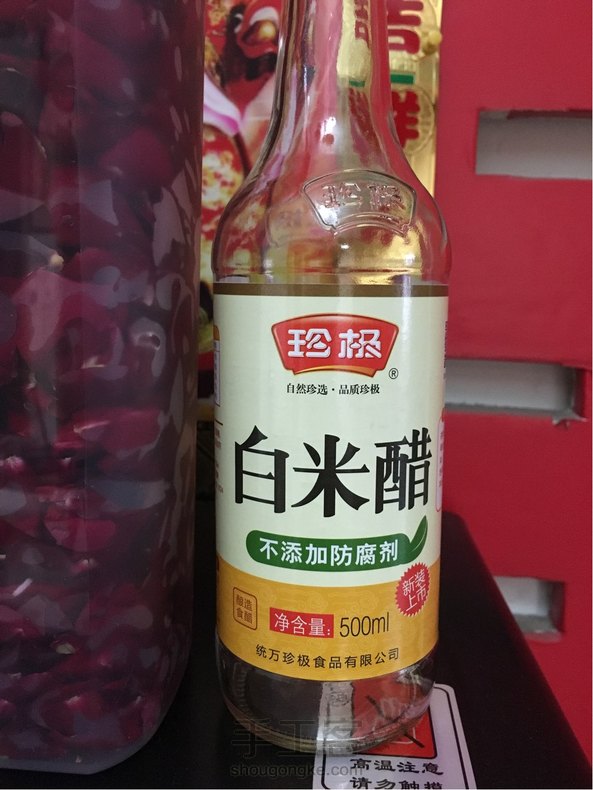 吉
祥
珍极
珍极
®
自然珍选·品质珍极
白米醋
不添加防腐剂
新装
上市
酿造
食醋
净含量:
500ml
统万珍极食品有限公司
手工客
shougongke.com
高温注意
请勿触摸